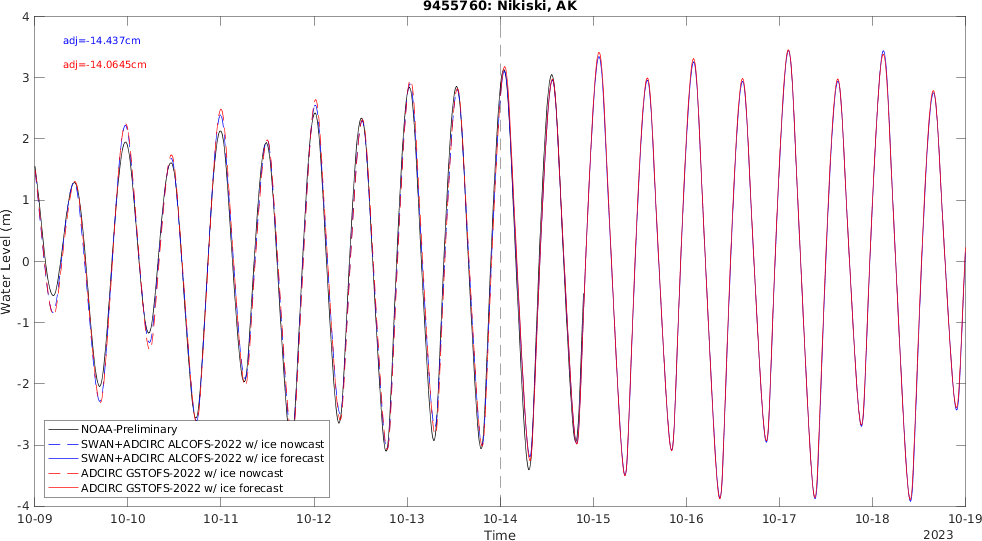 9455760: Nikiski, AK
adj=-14.437cm
adj=-14.0645cm
Water Level (m)
4
3
2
1
0
-1
-2
-3
-4
NOAA-Preliminary
SWAN+ADCIRC ALCOFS-2022 w/ ice nowcast
SWAN+ADCIRC ALCOFS-2022 w/ ice forecast
ADCIRC GSTOFS-2022 w/ ice nowcast
ADCIRC GSTOFS-2022 w/ ice forecast
10-09 10-10 10-11 10-12 10-13 10-14 10-15 10-16 10-17 10-18 10-19
Time
2023